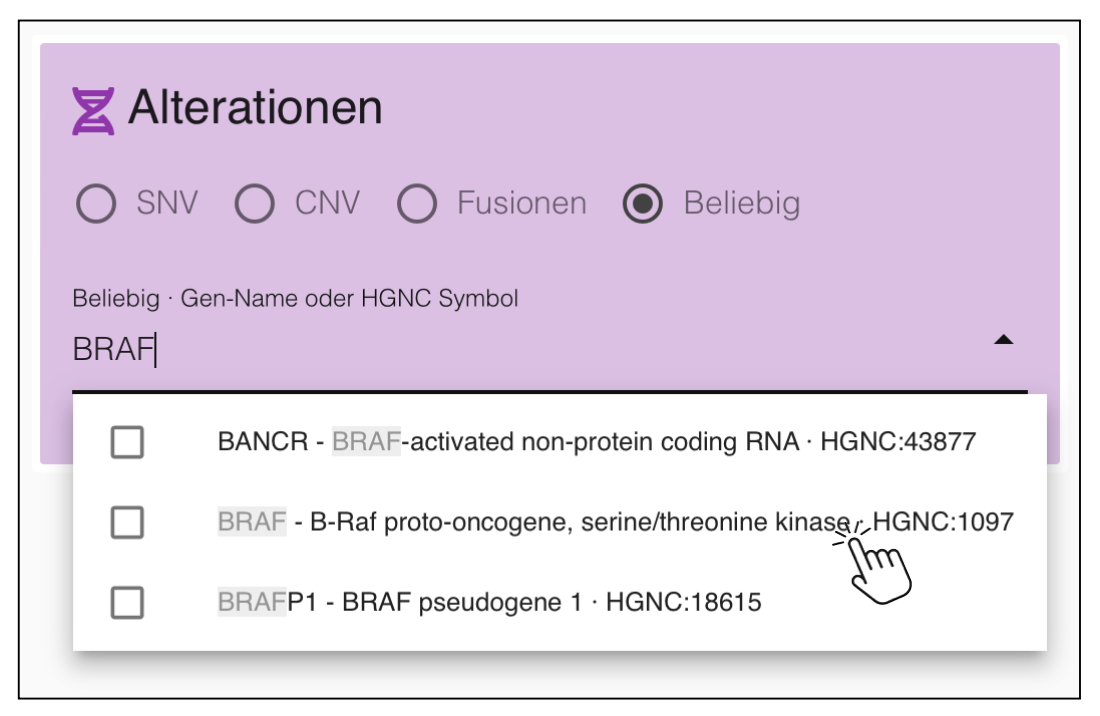 Alterationen
SNV CNV Fusionen Beliebig
Beliebig · Gen-Name oder HGNC Symbol
BRAF
BANCR - BRAF-activated non-protein coding RNA · HGNC:43877
BRAF - B-Raf proto-oncogene, serine/threonine kinase · HGNC:1097
BRAFP1 - BRAF pseudogene 1 · HGNC:18615